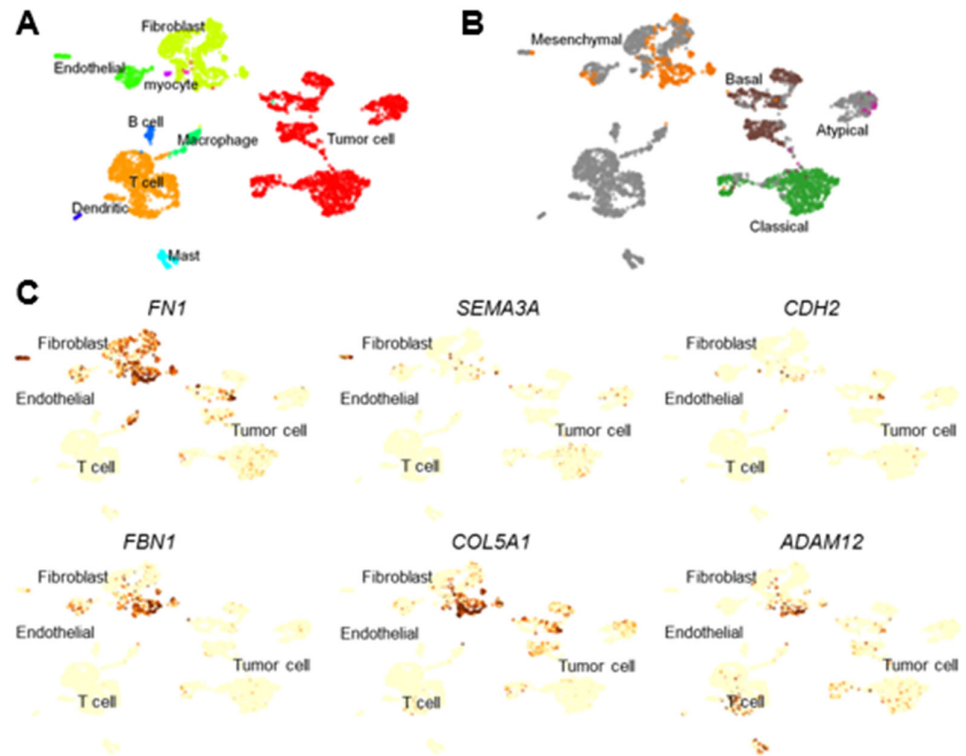 A
Fibroblast
Endothelial
myocyte
B cell
Macrophage
T cell
Tumor cell
Dendritic
Mast
B
Mesenchymal
Basal
Atypical
Classical
C
FN1
Fibroblast
Endothelial
Tumor cell
T cell
SEMA3A
Fibroblast
Endothelial
Tumor cell
T cell
CDH2
Fibroblast
Endothelial
Tumor cell
T cell
FBN1
Fibroblast
Endothelial
Tumor cell
T cell
COL5A1
Fibroblast
Endothelial
Tumor cell
T cell
ADAM12
Fibroblast
Endothelial
Tumor cell
T cell